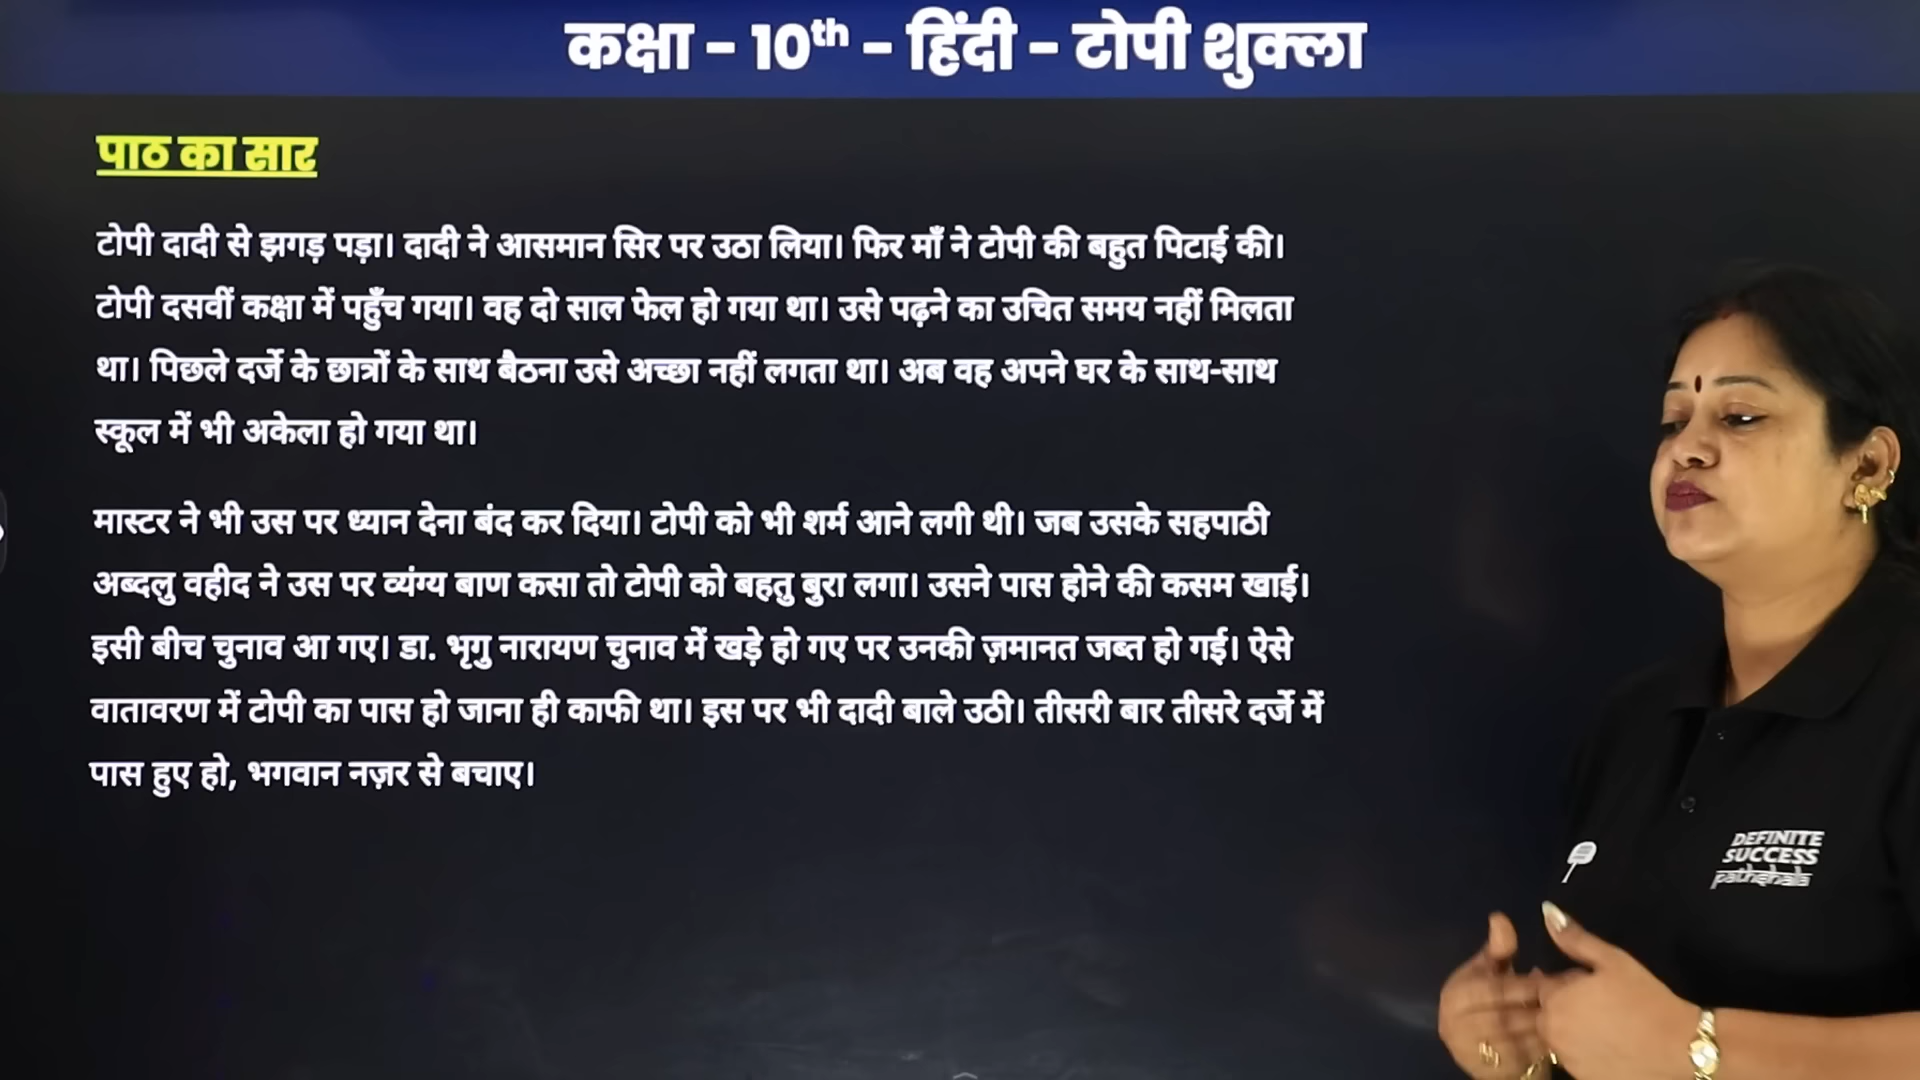 कक्षा – 10th – हिंदी – टोपी शुक्ला
पाठ का सार
टोपी दादी से झगड़ पड़ा। दादी ने आसमान सिर पर उठा लिया। फिर माँ ने टोपी की बहुत पिटाई की।
टोपी दसवीं कक्षा में पहुँच गया। वह दो साल फेल हो गया था। उसे पढ़ने का उचित समय नहीं मिलता
था। पिछले दर्जे के छात्रों के साथ बैठना उसे अच्छा नहीं लगता था। अब वह अपने घर के साथ-साथ
स्कूल में भी अकेला हो गया था।
मास्टर ने भी उस पर ध्यान देना बंद कर दिया। टोपी को भी शर्म आने लगी थी। जब उसके सहपाठी
अब्दलु वहीद ने उस पर व्यंग्य बाण कसा तो टोपी को बहतु बुरा लगा। उसने पास होने की कसम खाई।
इसी बीच चुनाव आ गए। डा. भृगु नारायण चुनाव में खड़े हो गए पर उनकी ज़मानत जब्त हो गई। ऐसे
वातावरण में टोपी का पास हो जाना ही काफी था। इस पर भी दादी बाले उठी। तीसरी बार तीसरे दर्जे में
पास हुए हो, भगवान नज़र से बचाए।
DEFINITE
SUCCESS
pathshala